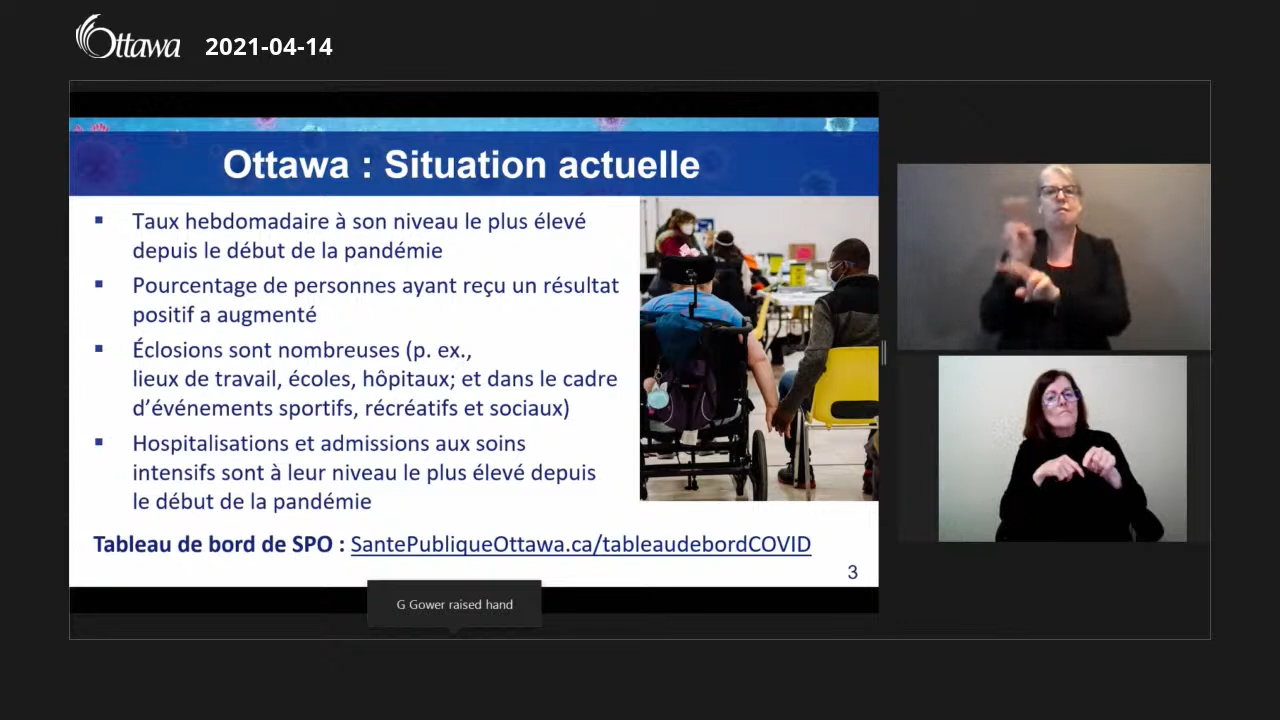 Ottawa 2021-04-14
Ottawa : Situation actuelle
▪ Taux hebdomadaire à son niveau le plus élevé
depuis le début de la pandémie
▪ Pourcentage de personnes ayant reçu un résultat
positif a augmenté
▪ Éclosions sont nombreuses (p. ex.,
lieux de travail, écoles, hôpitaux; et dans le cadre
d’événements sportifs, récréatifs et sociaux)
▪ Hospitalisations et admissions aux soins
intensifs sont à leur niveau le plus élevé depuis
le début de la pandémie
Tableau de bord de SPO : SantePubliqueOttawa.ca/tableaudebordCOVID
3
G Gower raised hand